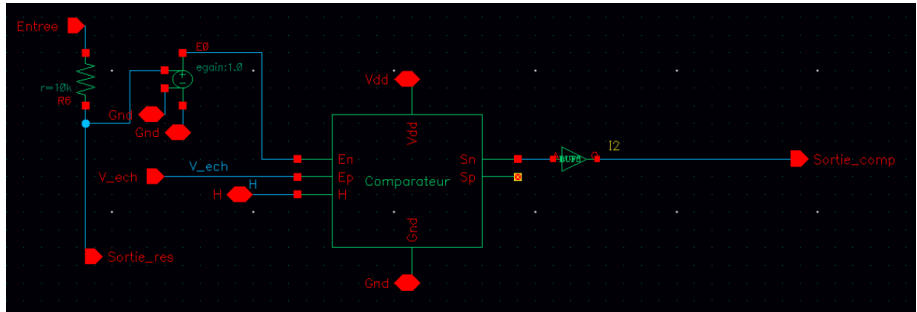 Entree
E0
egain:1.0
r=10k
R6
Gnd
Gnd
Vdd
Vdd
V_ech
V_ech
H
H
En
Ep
H
Comparateur
Sn
Sp
Gnd
Gnd
I2
Sortie_comp
Sortie_res